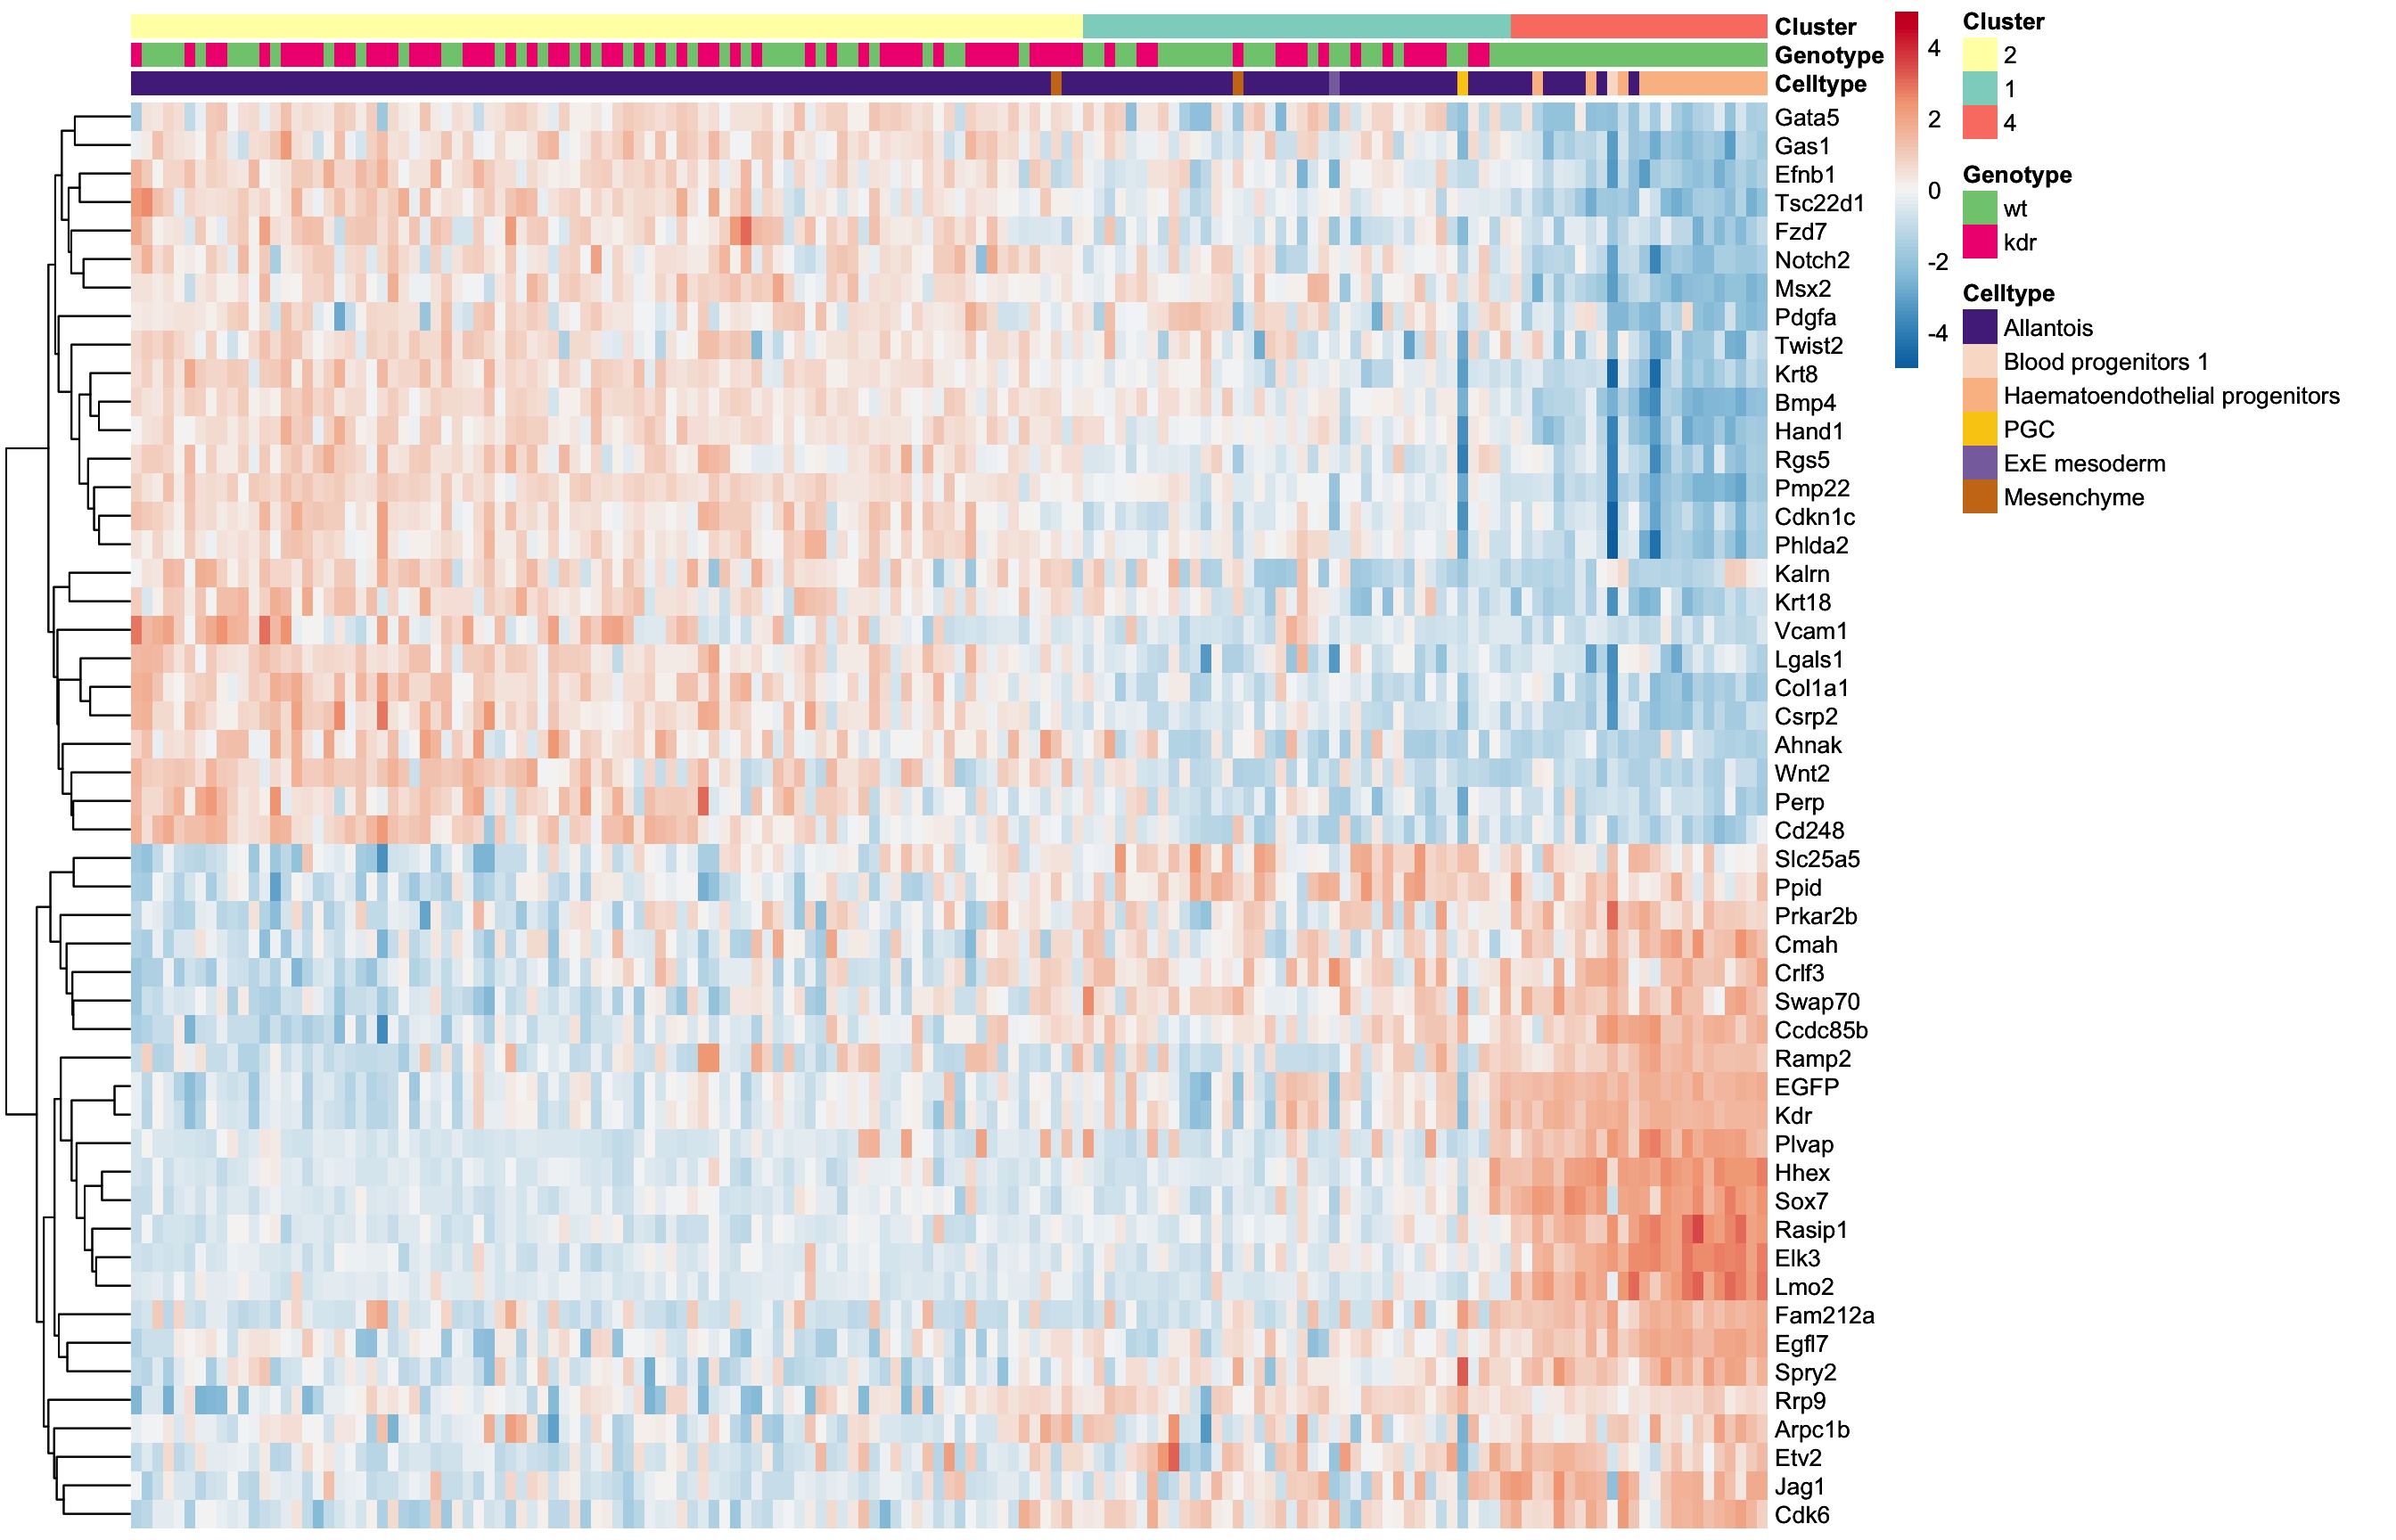 Cluster
Genotype
Celltype
Gata5
Gas1
Efnb1
Tsc22d1
Fzd7
Notch2
Msx2
Pdgfa
Twist2
Krt8
Bmp4
Hand1
Rgs5
Pmp22
Cdkn1c
Phlda2
Kalrn
Krt18
Vcam1
Lgals1
Col1a1
Csrp2
Ahnak
Wnt2
Perp
Cd248
Slc25a5
Ppid
Prkar2b
Cmah
Crlf3
Swap70
Ccdc85b
Ramp2
EGFP
Kdr
Plvap
Hhex
Sox7
Rasip1
Elk3
Lmo2
Fam212a
Egfl7
Spry2
Rrp9
Arpc1b
Etv2
Jag1
Cdk6
4
2
0
-2
-4
Cluster
2
1
4
Genotype
wt
kdr
Celltype
Allantois
Blood progenitors 1
Haematoendothelial progenitors
PGC
ExE mesoderm
Mesenchyme